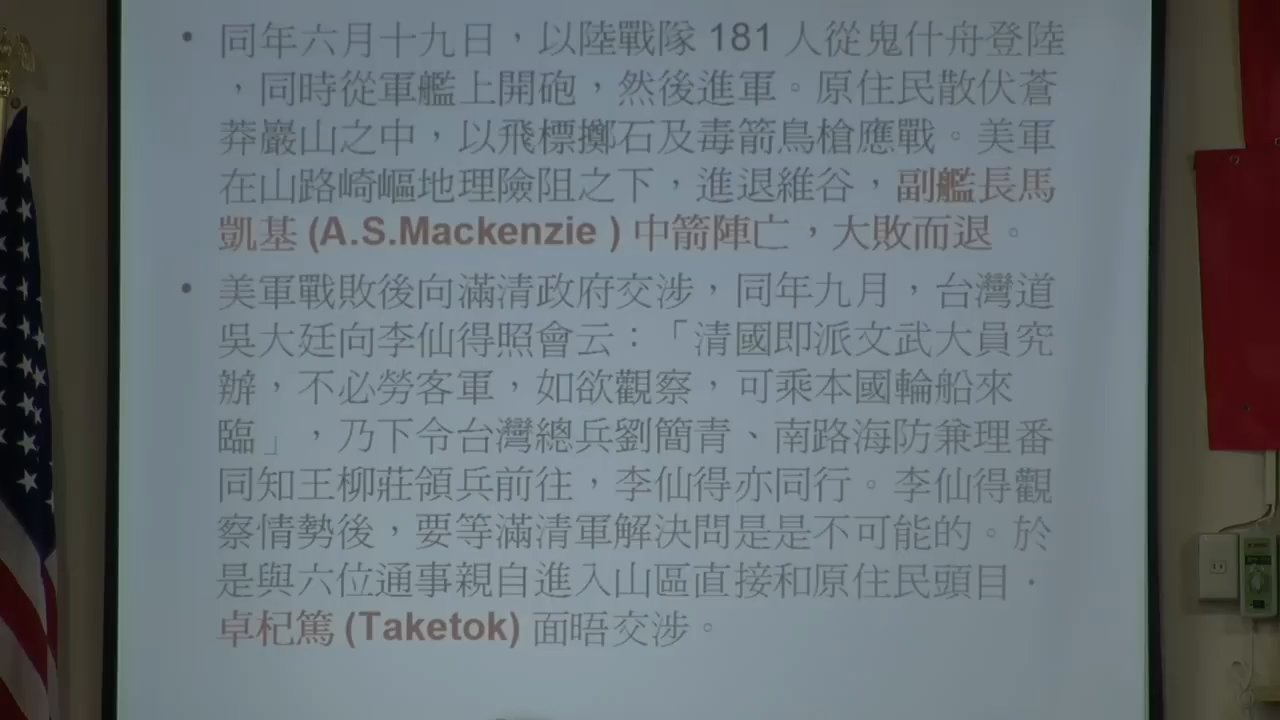 • 同年六月十九日，以陸戰隊 181 人從鬼什舟登陸
，同時從軍艦上開砲，然後進軍。原住民散伏蒼
莽巖山之中，以飛標擲石及毒箭鳥槍應戰。美軍
在山路崎嶇地理險阻之下，進退維谷，副艦長馬
凱基 (A.S.Mackenzie ) 中箭陣亡，大敗而退。
• 美軍戰敗後向滿清政府交涉，同年九月，台灣道
吳大廷向李仙得照會云：「清國即派文武大員究
辦，不必勞客軍，如欲觀察，可乘本國輪船來
臨」，乃下令台灣總兵劉簡青、南路海防兼理番
同知王柳莊領兵前往，李仙得亦同行。李仙得觀
察情勢後，要等滿清軍解決問是是不可能的。於
是與六位通事親自進入山區直接和原住民頭目．
卓杞篤 (Taketok) 面晤交涉。